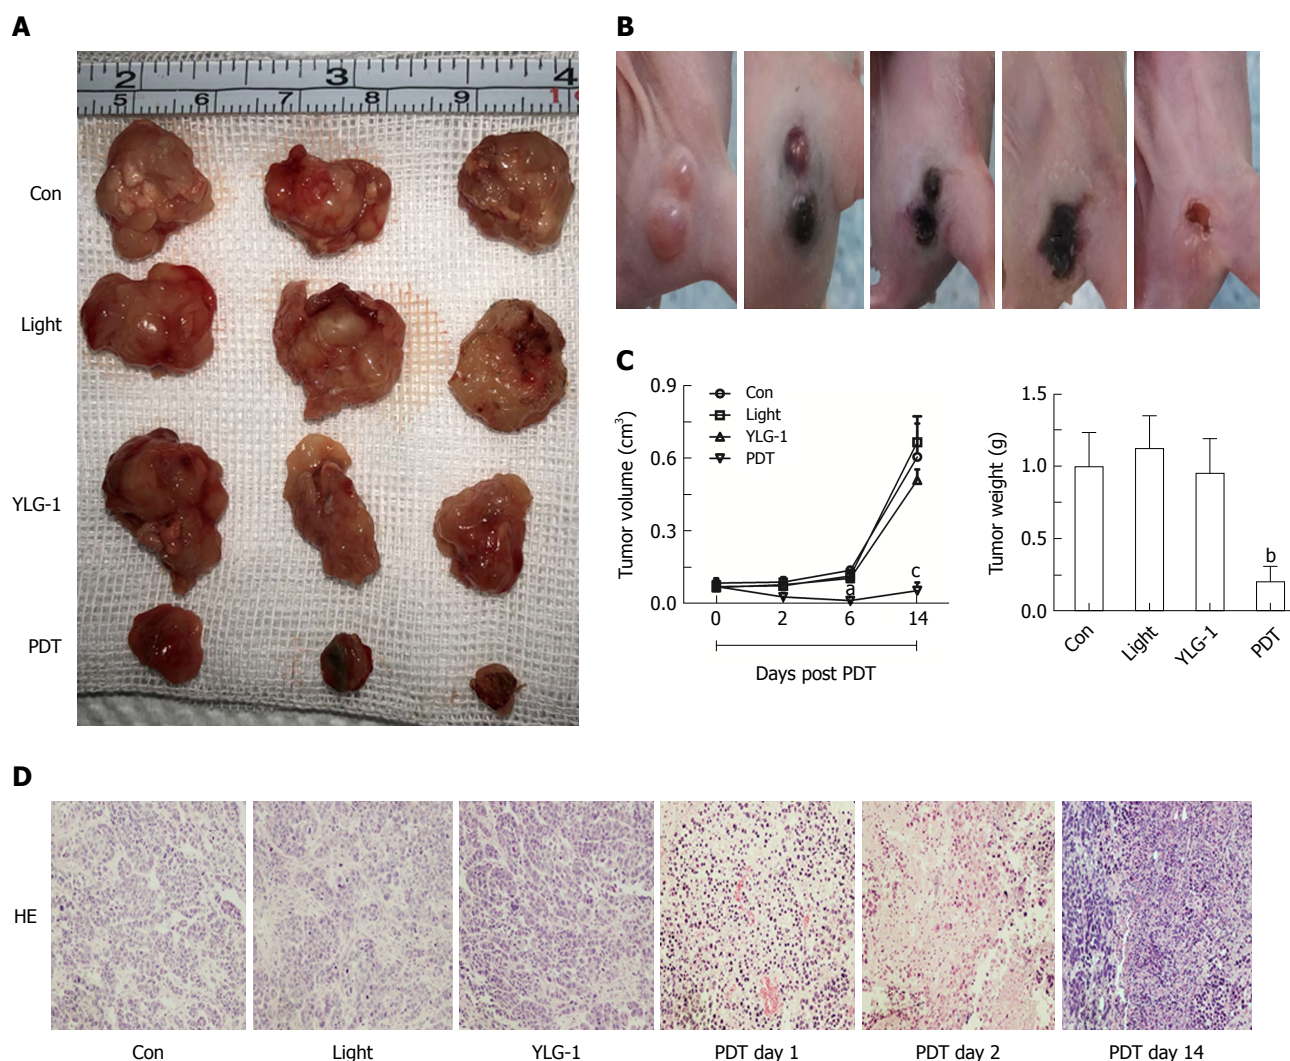 A
2 3 4
5 6 7 8 9 1
Con
Light
YLG-1
PDT
B
C
0.9
0.6
0.3
0.0
Tumor volume (cm³)
Con
Light
YLG-1
PDT
a
c
0 2 6 14
Days post PDT
1.5
1.0
0.5
0.0
Tumor weight (g)
b
Con Light YLG-1 PDT
D
HE
Con Light YLG-1 PDT day 1 PDT day 2 PDT day 14